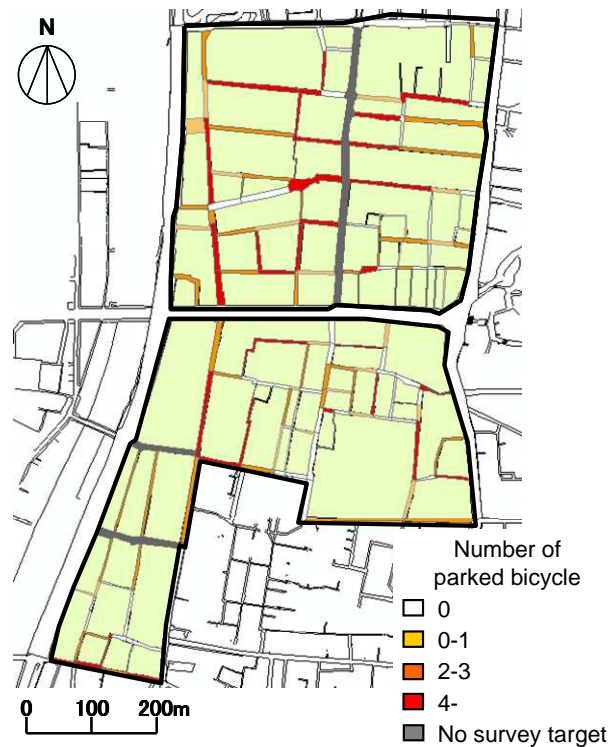 N
Number of
parked bicycle
0
0-1
2-3
4-
No survey target
0 100 200m